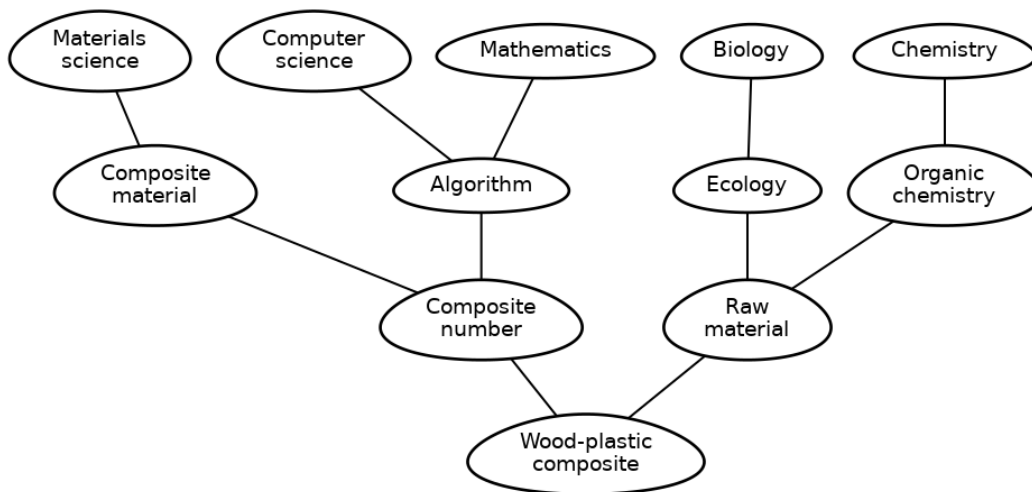 Materials
science
Computer
science
Mathematics
Biology
Chemistry
Composite
material
Algorithm
Ecology
Organic
chemistry
Composite
number
Raw
material
Wood-plastic
composite